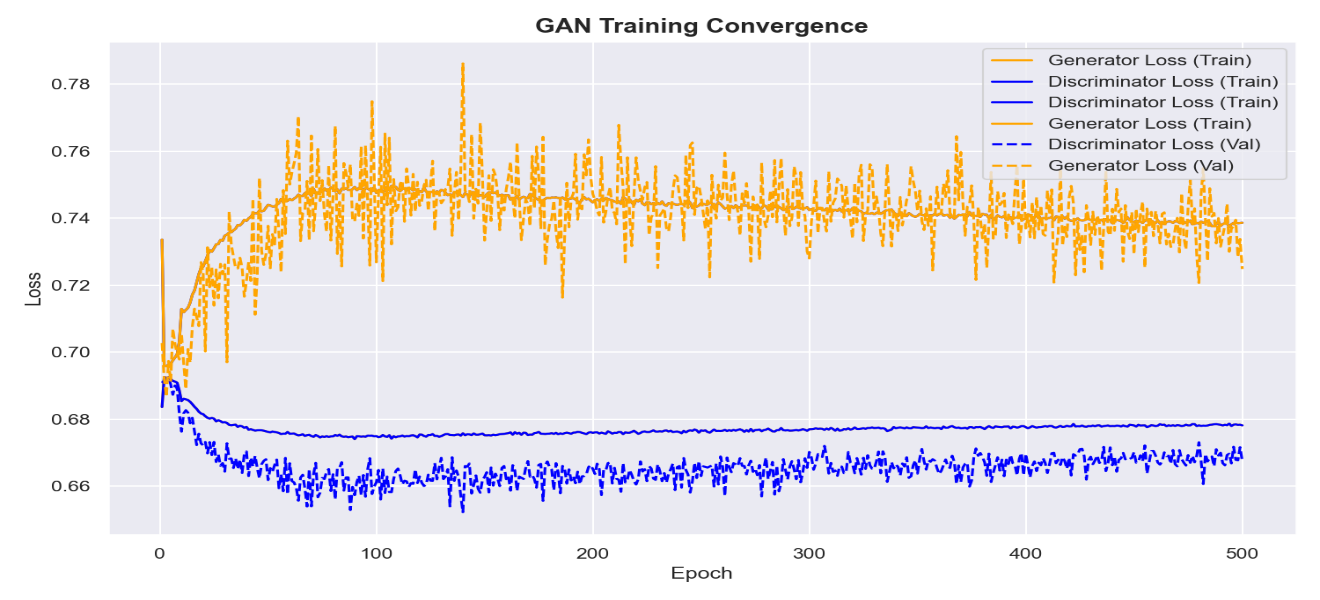 GAN Training Convergence
Generator Loss (Train)
Discriminator Loss (Train)
Discriminator Loss (Train)
Generator Loss (Train)
Discriminator Loss (Val)
Generator Loss (Val)
Loss
0.78
0.76
0.74
0.72
0.70
0.68
0.66
0
100
200
300
400
500
Epoch